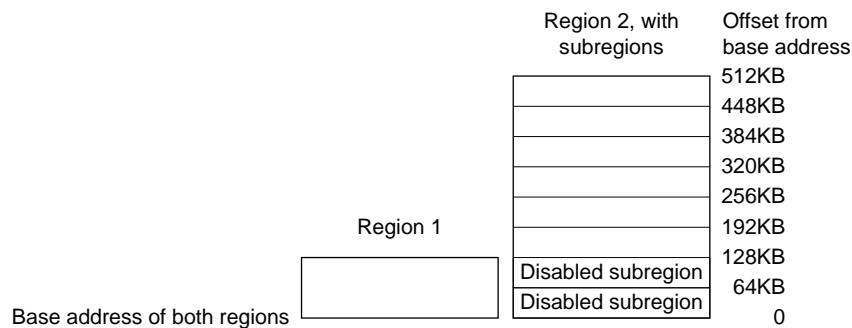 Region 2, with
subregions
Offset from
base address
512KB
448KB
384KB
320KB
256KB
192KB
Region 1
128KB
Disabled subregion
64KB
Disabled subregion
Base address of both regions
0